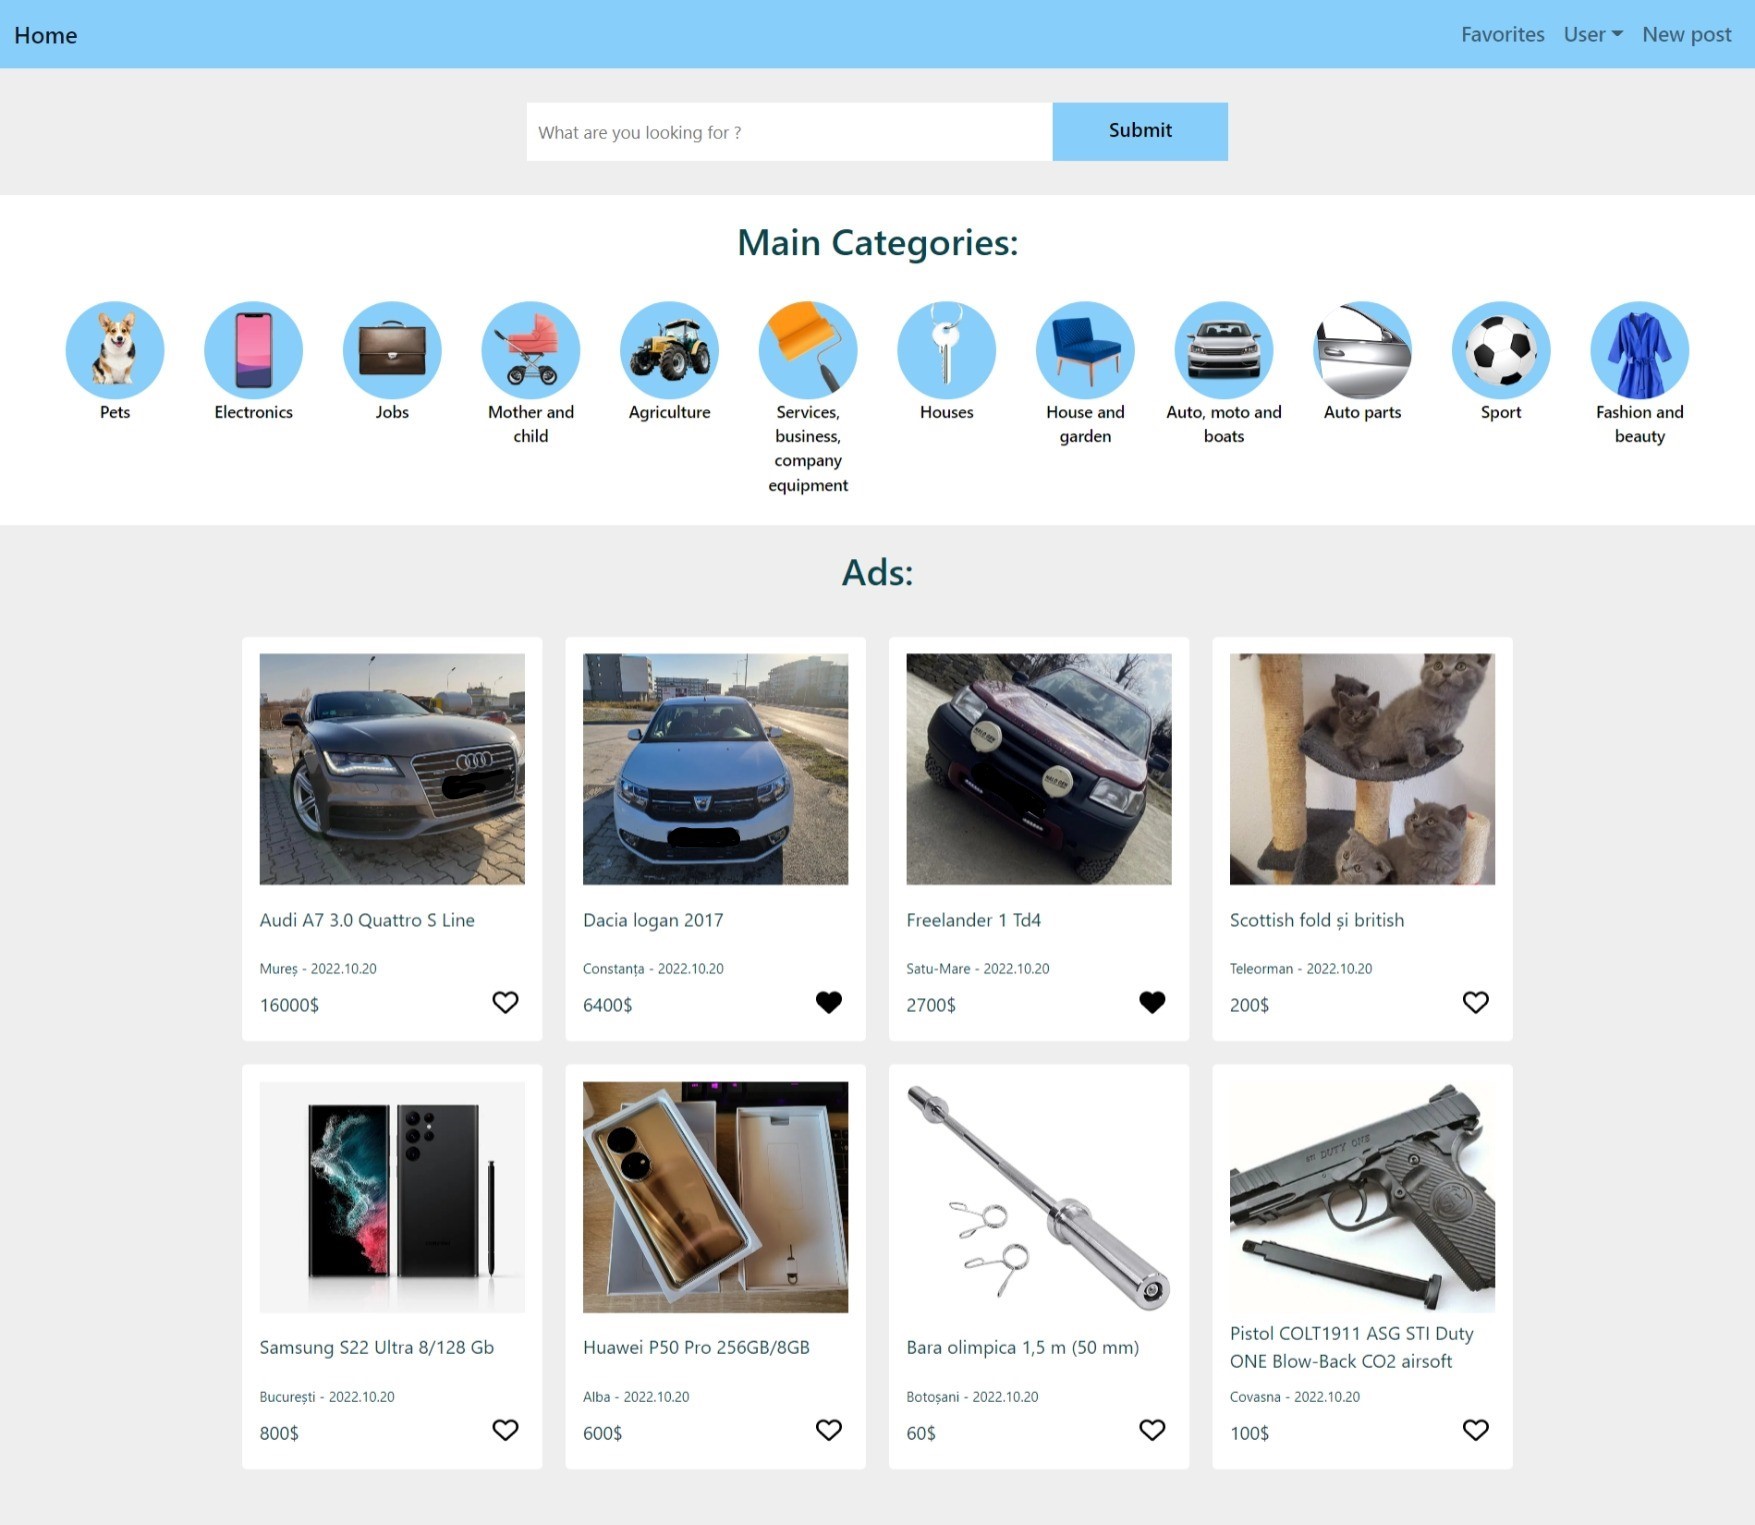 Home
Favorites
User
New post
What are you looking for ?
Submit
Main Categories:
Pets
Electronics
Jobs
Mother and
child
Agriculture
Services,
business,
company
equipment
Houses
House and
garden
Auto, moto and
boats
Auto parts
Sport
Fashion and
beauty
Ads:
Audi A7 3.0 Quattro S Line
Mureș - 2022.10.20
16000$
Dacia logan 2017
Constanța - 2022.10.20
6400$
Freelander 1 Td4
Satu-Mare - 2022.10.20
2700$
Scottish fold și british
Teleorman - 2022.10.20
200$
Samsung S22 Ultra 8/128 Gb
București - 2022.10.20
800$
Huawei P50 Pro 256GB/8GB
Alba - 2022.10.20
600$
Bara olimpica 1,5 m (50 mm)
Botoșani - 2022.10.20
60$
STI DUTY ONE
Pistol COLT1911 ASG STI Duty
ONE Blow-Back CO2 airsoft
Covasna - 2022.10.20
100$